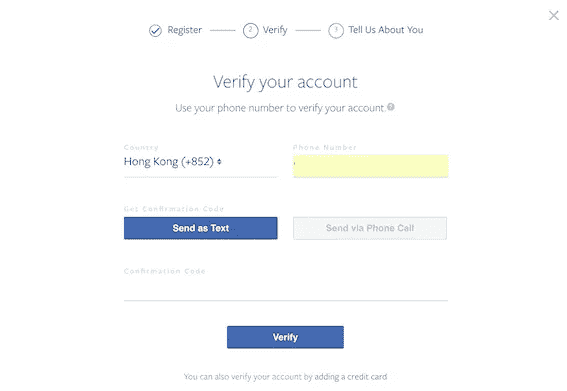 Register 2 Verify 3 Tell Us About You
Verify your account
Use your phone number to verify your account. ?
Country Phone Number
Hong Kong (+852)
Get Confirmation Code
Send as Text Send via Phone Call
Confirmation Code
Verify
You can also verify your account by adding a credit card